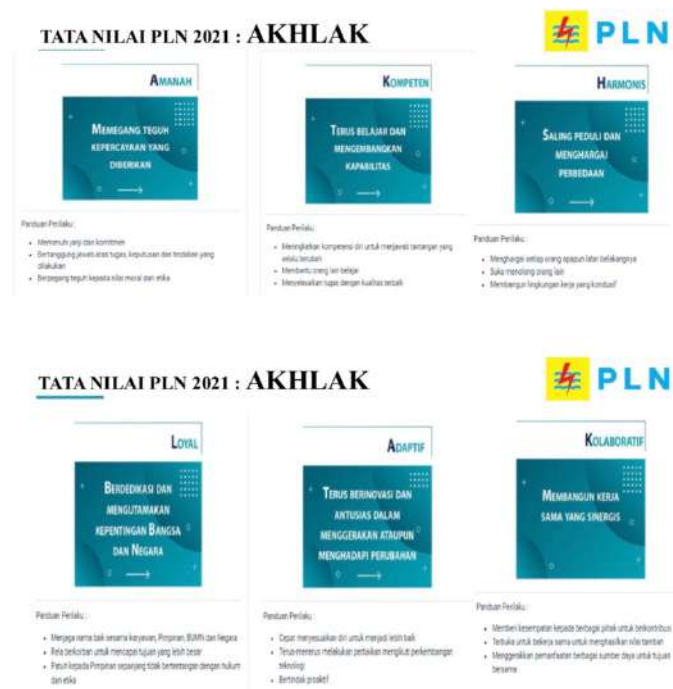 TATA NILAI PLN 2021 : AKHLAK
PLN
AMANAH
MEMEGANG TEGUH
KEPERCAYAAN YANG
DIBERIKAN
Panduan Perilaku :
• Memenuhi janji dan komitmen
• Bertanggung jawab atas tugas, keputusan dan tindakan yang
dilakukan
• Berpegang teguh kepada nilai moral dan etika
KOMPETEN
TERUS BELAJAR DAN
MENGEMBANGKAN
KAPABILITAS
Panduan Perilaku :
• Meningkatkan kompetensi diri untuk menjawab tantangan yang
selalu berubah
• Membantu orang lain belajar
• Menyelesaikan tugas dengan kualitas terbaik
HARMONIS
SALING PEDULI DAN
MENGHARGAI
PERBEDAAN
Panduan Perilaku :
• Menghargai setiap orang apapun latar belakangnya
• Suka menolong orang lain
• Membangun lingkungan kerja yang kondusif
TATA NILAI PLN 2021 : AKHLAK
PLN
LOYAL
BERDEDIKASI DAN
MENGUTAMAKAN
KEPENTINGAN BANGSA
DAN NEGARA
Panduan Perilaku :
• Menjaga nama baik sesama karyawan, Pimpinan, BUMN dan Negara
• Rela berkorban untuk mencapai tujuan yang lebih besar
• Patuh kepada Pimpinan sepanjang tidak bertentangan dengan hukum
dan etika
ADAPTIF
TERUS BERINOVASI DAN
ANTUSIAS DALAM
MENGGERAKAN ATAUPUN
MENGHADAPI PERUBAHAN
Panduan Perilaku :
• Cepat menyesuaikan diri untuk menjadi lebih baik
• Terus-menerus melakukan perbaikan mengikuti perkembangan
teknologi
• Bertindak proaktif
KOLABORATIF
MEMBANGUN KERJA
SAMA YANG SINERGIS
Panduan Perilaku :
• Memberi kesempatan kepada berbagai pihak untuk berkontribusi
• Terbuka untuk bekerja sama untuk menghasilkan nilai tambah
• Menggerakkan pemanfaatan berbagai sumber daya untuk tujuan
bersama